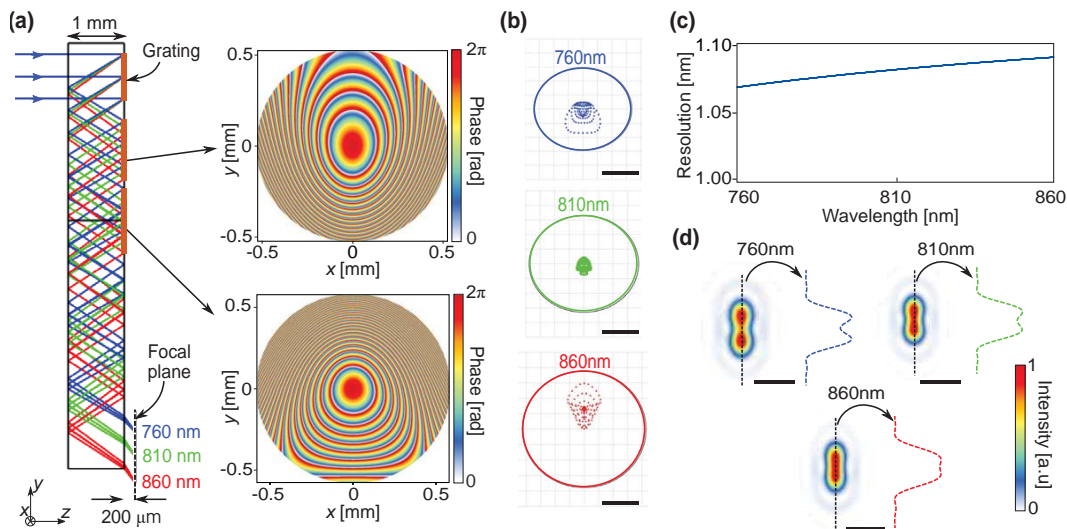 (a)
1 mm
Grating
Focal
plane
760 nm
810 nm
860 nm
y
x
z
200 μm
0.5
0
-0.5
y [mm]
-0.5
0
0.5
x [mm]
2π
Phase [rad]
0
0.5
0
-0.5
y [mm]
-0.5
0
0.5
x [mm]
2π
Phase [rad]
0
(b)
760nm
810nm
860nm
(c)
1.10
1.05
1.00
Resolution [nm]
760
810
860
Wavelength [nm]
(d)
760nm
810nm
860nm
1
Intensity [a.u]
0